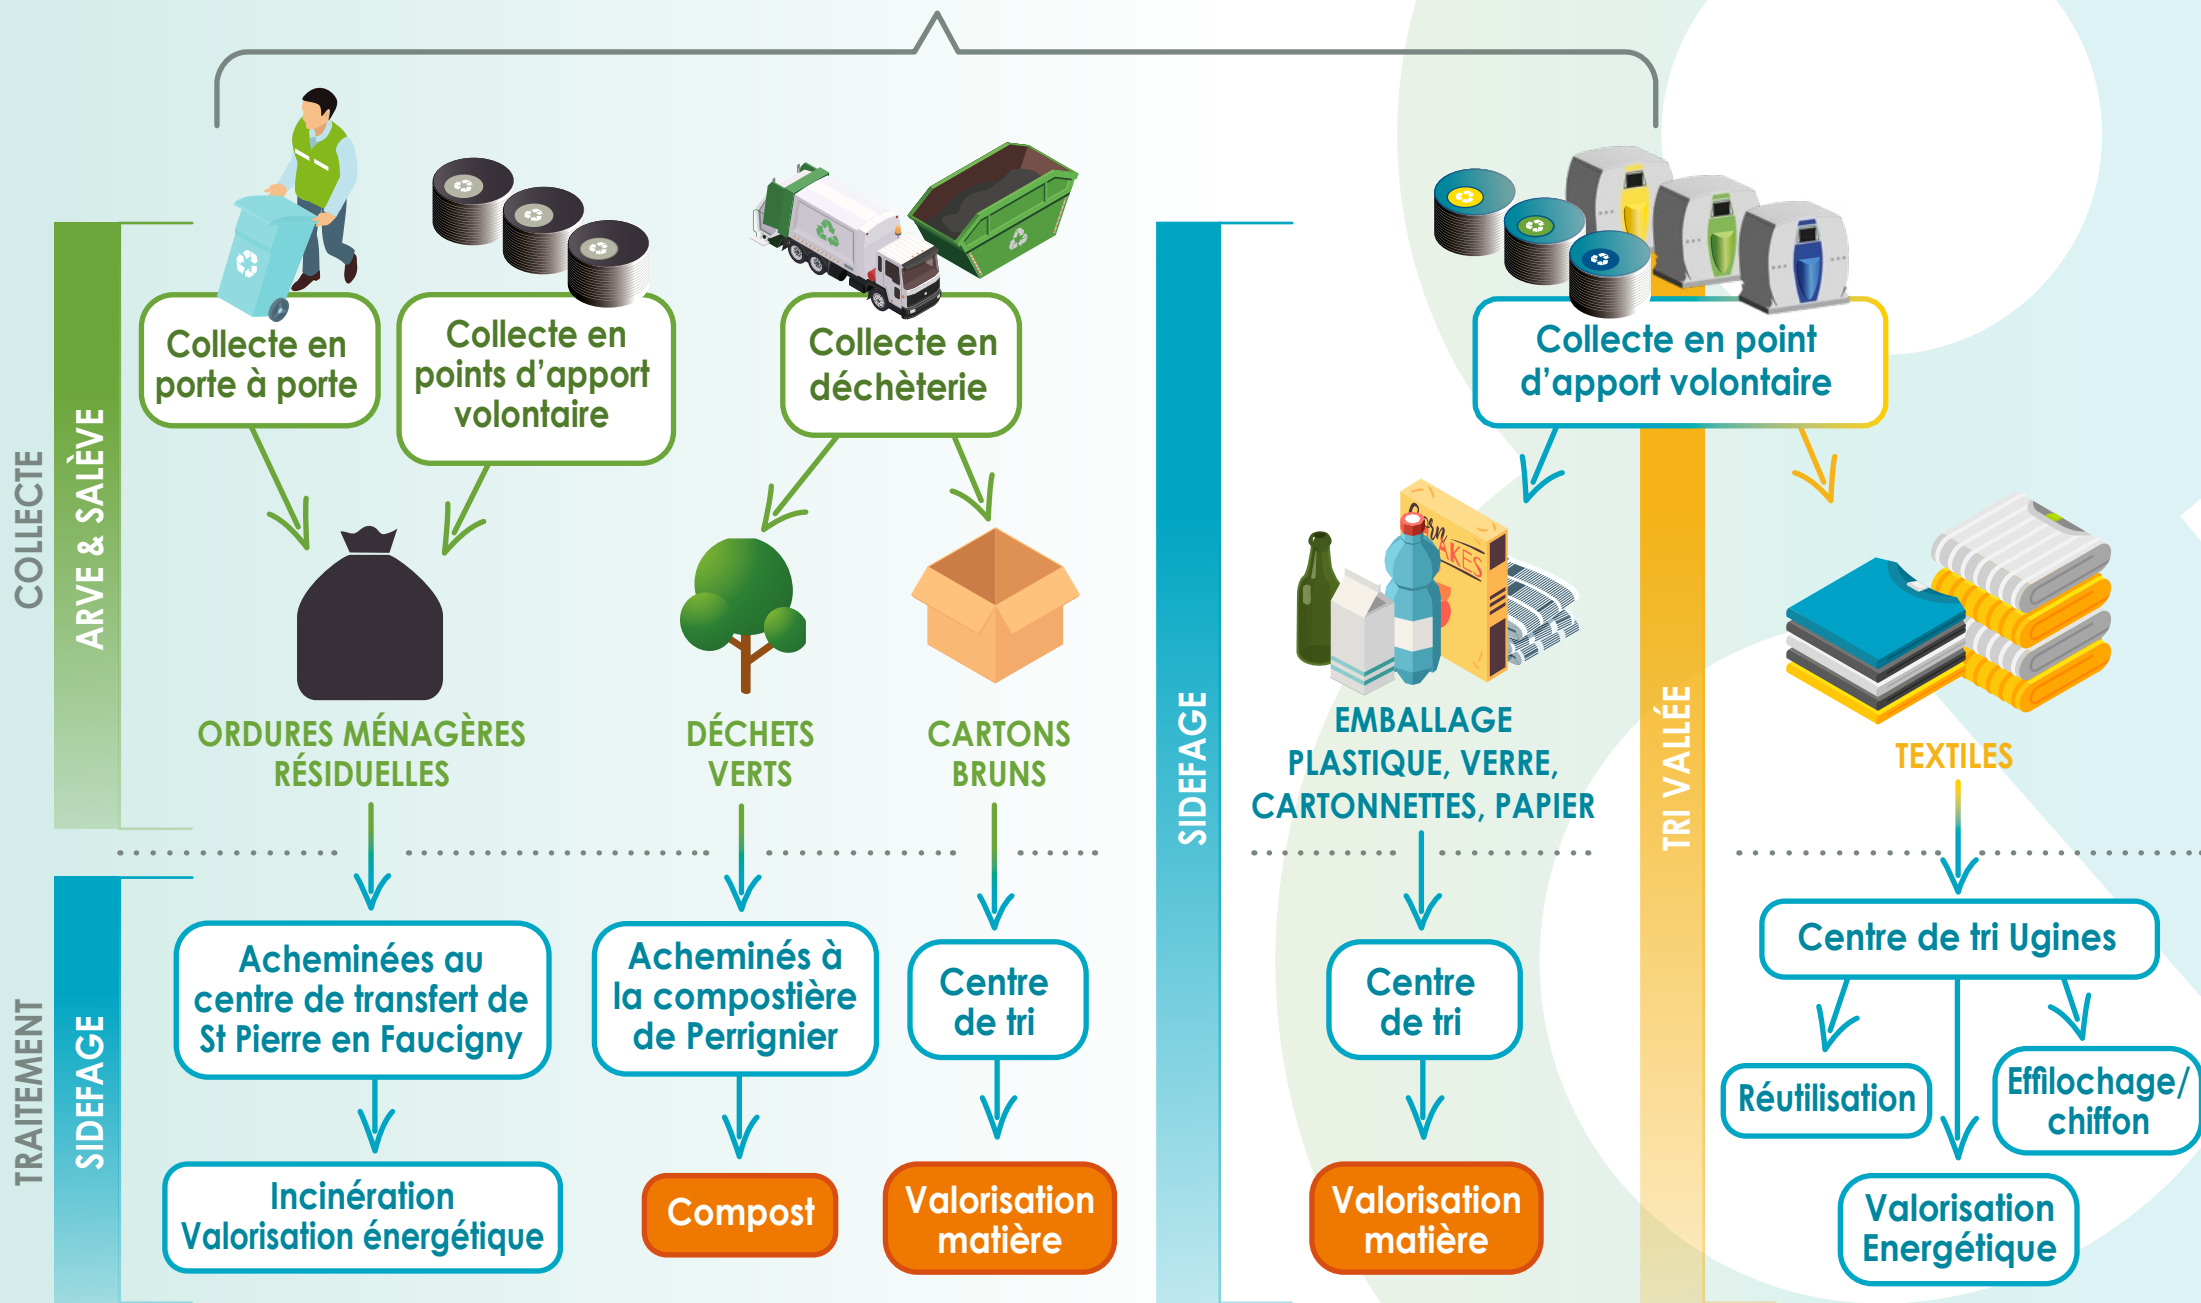 COLLECTE
ARVE & SALÈVE
Collecte en
porte à porte
Collecte en
points d'apport
volontaire
Collecte en
déchèterie
ORDURES MÉNAGÈRES
RÉSIDUELLES
DÉCHETS
VERTS
CARTONS
BRUNS
SIDEFAGE
Collecte en point
d'apport volontaire
Corn
FLAKES
EMBALLAGE
PLASTIQUE, VERRE,
CARTONNETTES, PAPIER
TRI VALLÉE
TEXTILES
TRAITEMENT
SIDEFAGE
Acheminées au
centre de transfert de
St Pierre en Faucigny
Incinération
Valorisation énergétique
Acheminés à
la compostière
de Perrignier
Compost
Centre
de tri
Valorisation
matière
Centre
de tri
Valorisation
matière
Centre de tri Ugines
Réutilisation
Effilochage/
chiffon
Valorisation
Energétique